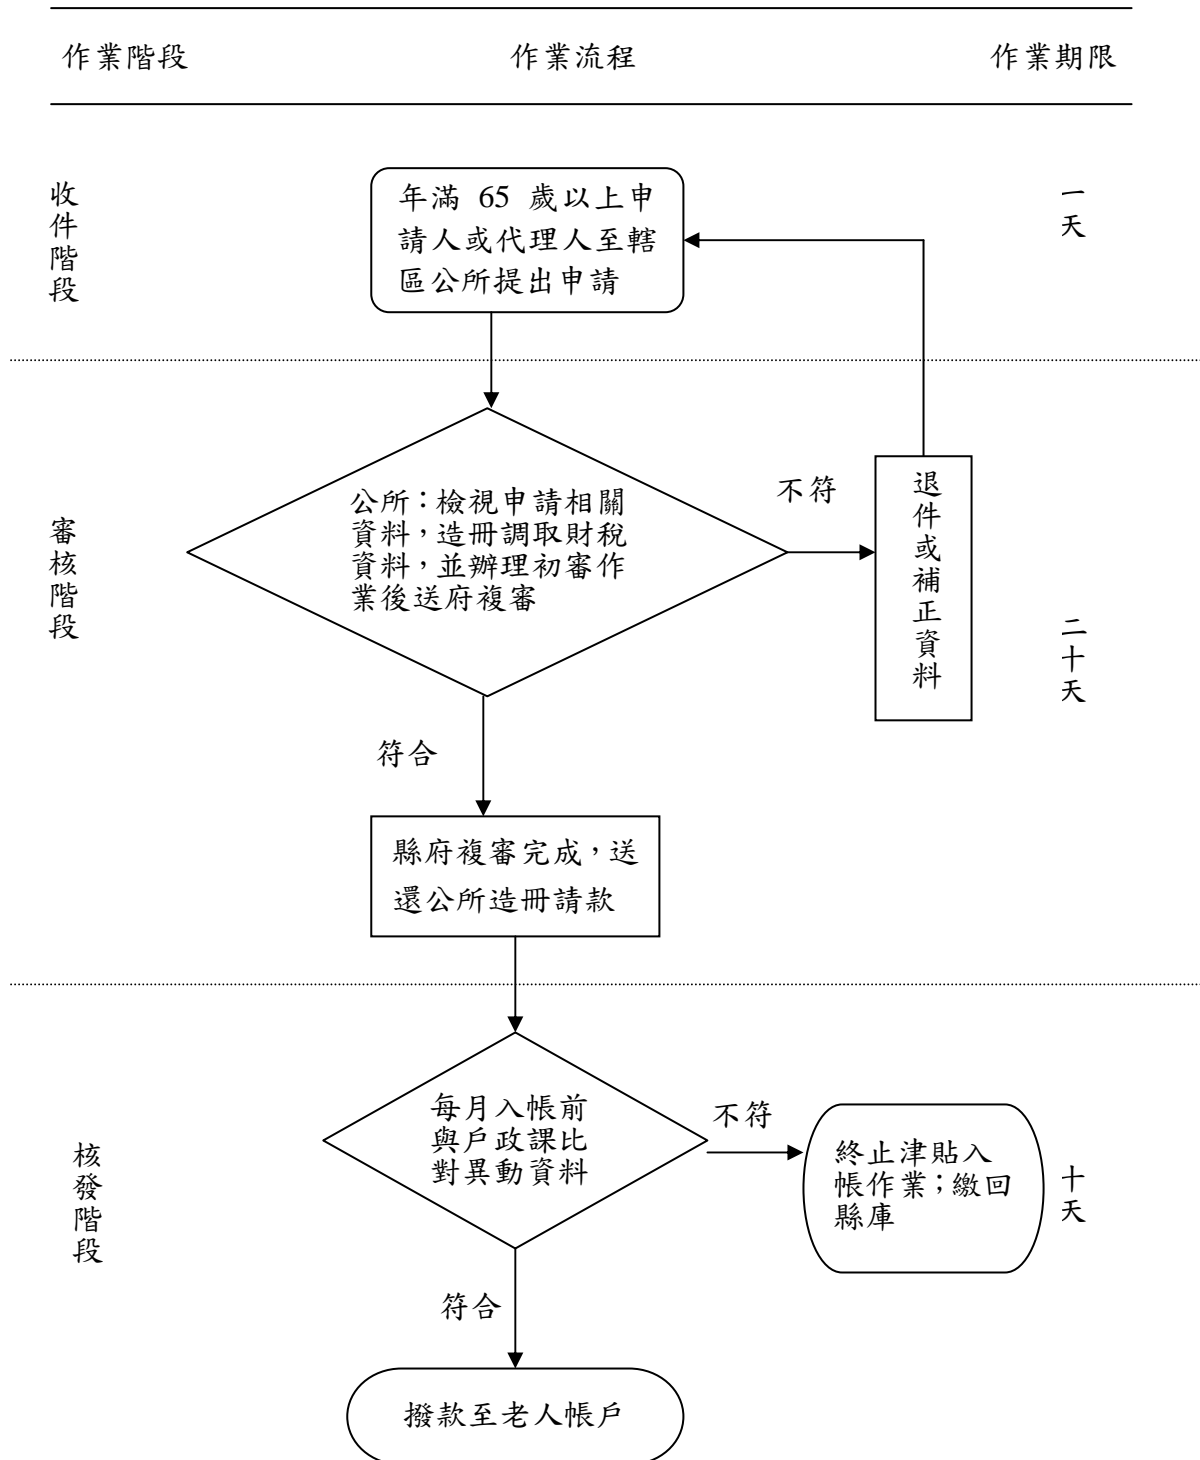 作業階段
作業流程
作業期限
收件階段
年滿 65 歲以上申
請人或代理人至轄
區公所提出申請
一天
審核階段
公所：檢視申請相關
資料，造冊調取財稅
資料，並辦理初審作
業後送府複審
不符
退件或補正資料
二十天
符合
縣府複審完成，送
還公所造冊請款
核發階段
每月入帳前
與戶政課比
對異動資料
不符
終止津貼入
帳作業；繳回
縣庫
十天
符合
撥款至老人帳戶